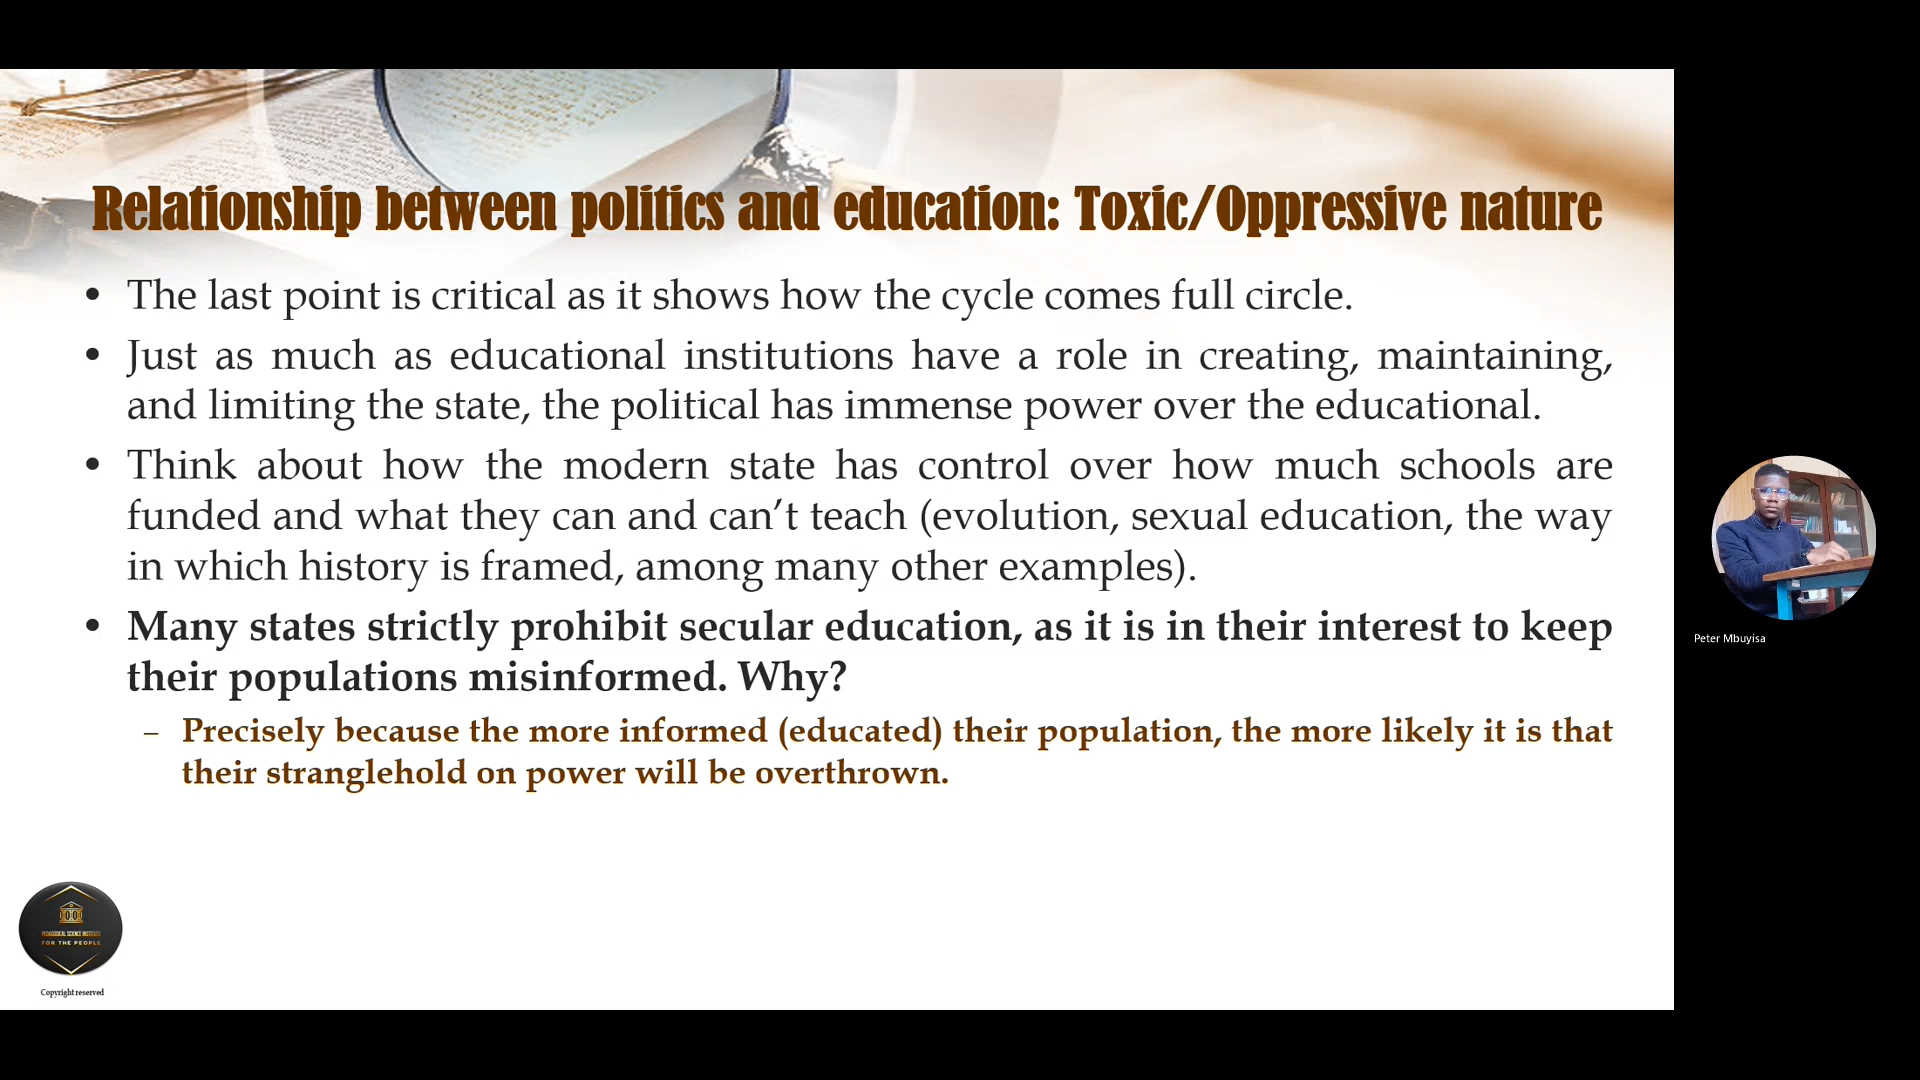 Relationship between politics and education: Toxic/Oppressive nature
• The last point is critical as it shows how the cycle comes full circle.
• Just as much as educational institutions have a role in creating, maintaining,
and limiting the state, the political has immense power over the educational.
• Think about how the modern state has control over how much schools are
funded and what they can and can’t teach (evolution, sexual education, the way
in which history is framed, among many other examples).
• Many states strictly prohibit secular education, as it is in their interest to keep
their populations misinformed. Why?
– Precisely because the more informed (educated) their population, the more likely it is that
their stranglehold on power will be overthrown.
Peter Mbuyisa
PEDAGOGICAL SCIENCE INSTITUTE
FOR THE PEOPLE
Copyright reserved